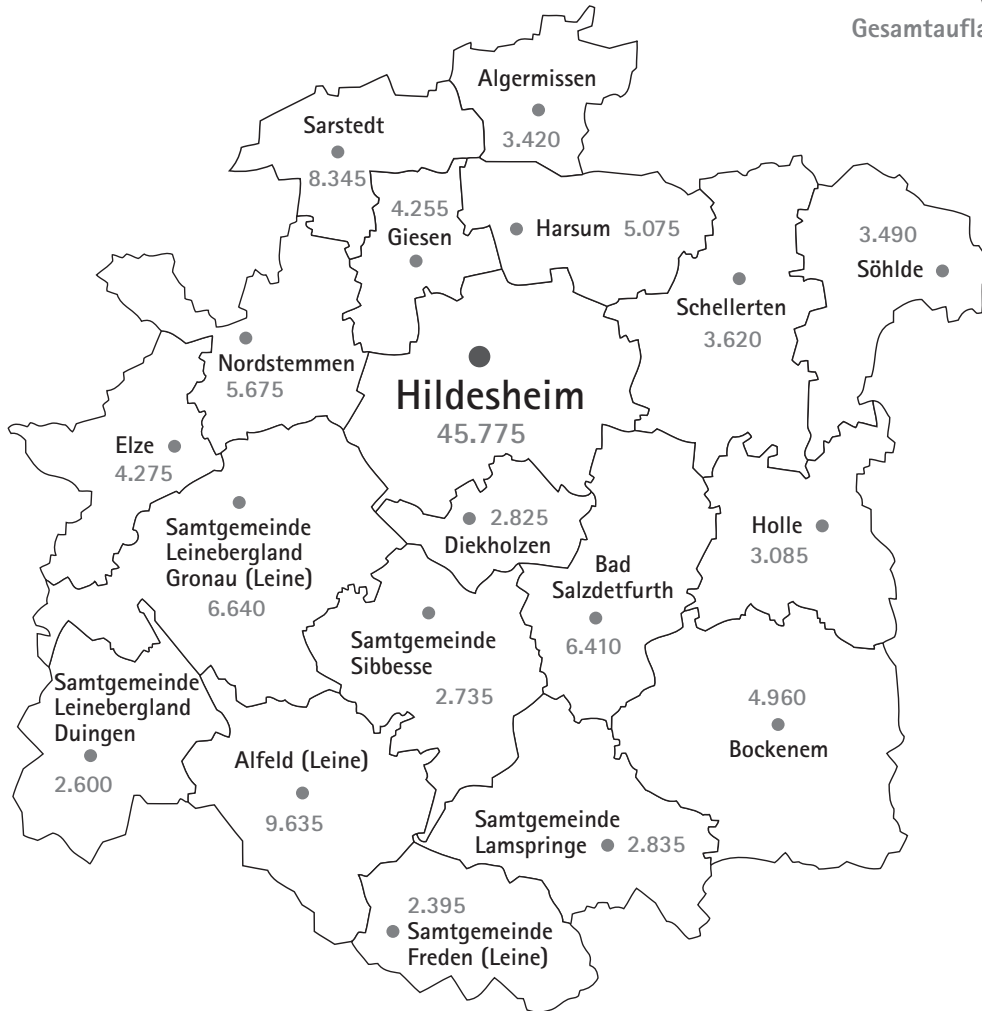 Gesamtaufla
Algermissen
3.420
Sarstedt
8.345
4.255
Giesen
Harsum 5.075
3.490
Söhlde
Schellerten
3.620
Nordstemmen
5.675
Hildesheim
45.775
Elze
4.275
Samtgemeinde
Leinebergland
Gronau (Leine)
6.640
2.825
Diekholzen
Holle
3.085
Bad
Salzdetfurth
6.410
Samtgemeinde
Sibbesse
2.735
Samtgemeinde
Leinebergland
Duingen
2.600
4.960
Bockenem
Alfeld (Leine)
9.635
Samtgemeinde
Lamspringe 2.835
2.395
Samtgemeinde
Freden (Leine)